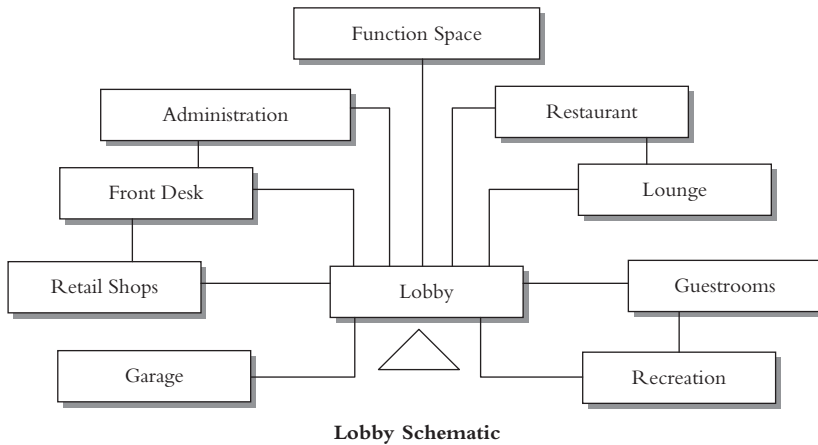 Function Space
Administration
Restaurant
Front Desk
Lounge
Retail Shops
Lobby
Guestrooms
Garage
Recreation
Lobby Schematic